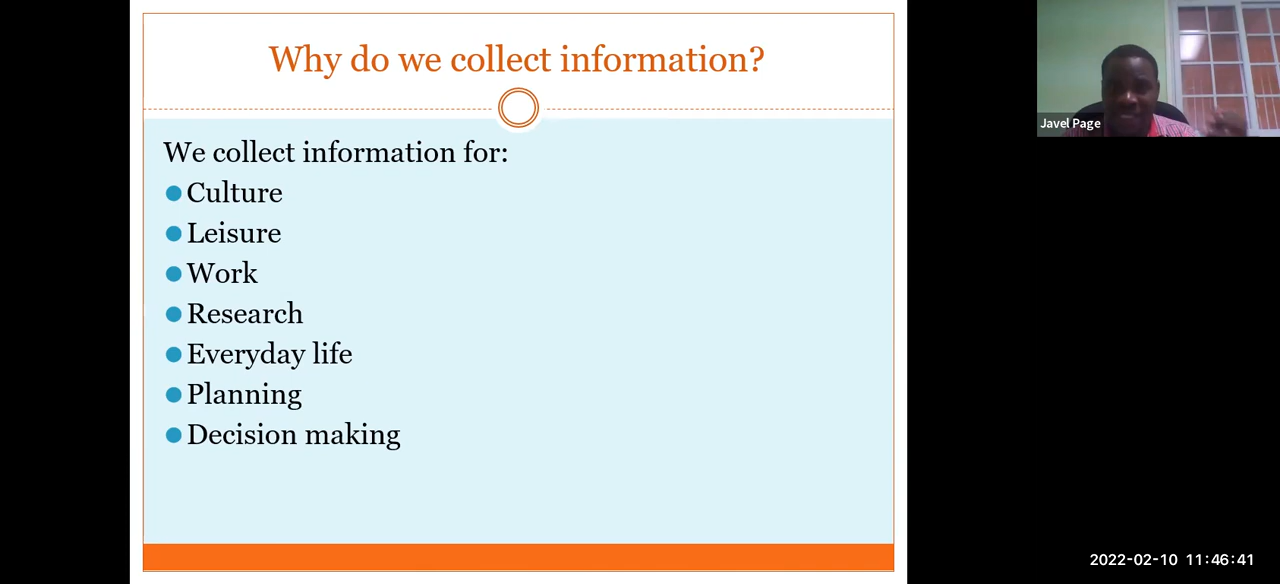 Why do we collect information?
We collect information for:
Culture
Leisure
Work
Research
Everyday life
Planning
Decision making
Javel Page
2022-02-10 11:46:41